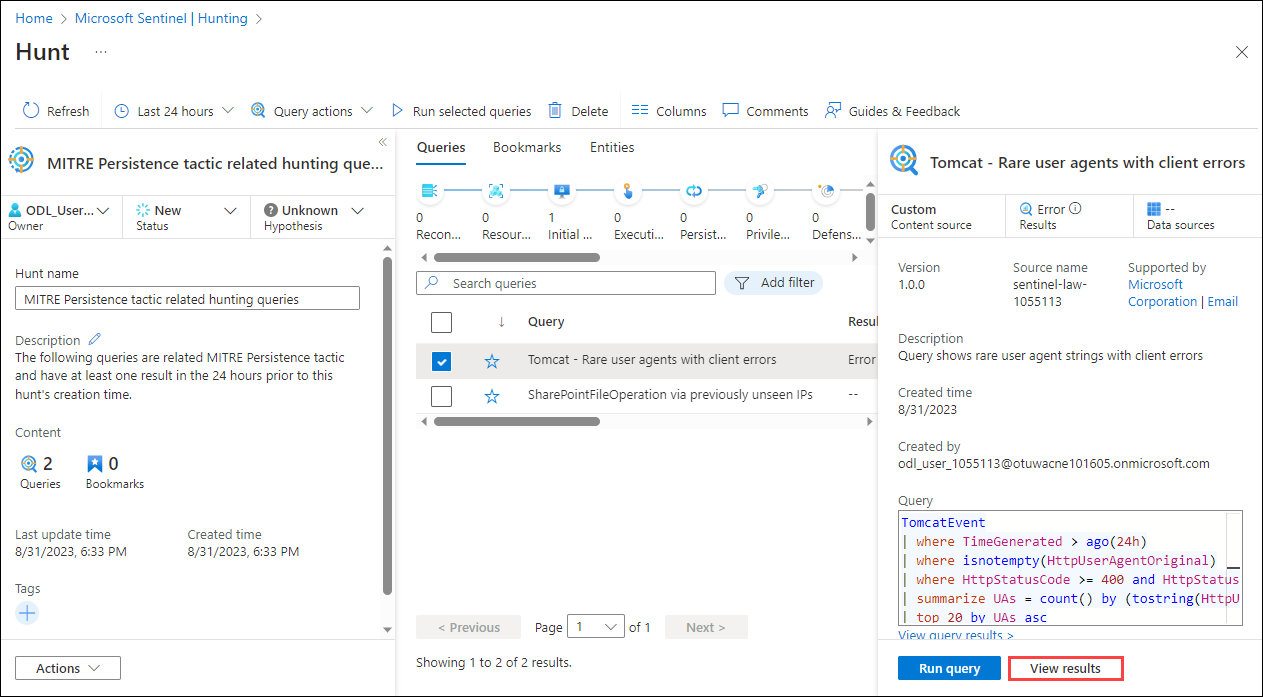 Home > Microsoft Sentinel | Hunting >
Hunt ...
Refresh Last 24 hours Query actions Run selected queries Delete Columns Comments Guides & Feedback
«
MITRE Persistence tactic related hunting que...
ODL_User...
Owner
New
Status
Unknown
Hypothesis
Hunt name
MITRE Persistence tactic related hunting queries
Description
The following queries are related MITRE Persistence tactic
and have at least one result in the 24 hours prior to this
hunt's creation time.
Content
2
Queries
0
Bookmarks
Last update time
8/31/2023, 6:33 PM
Created time
8/31/2023, 6:33 PM
Tags
Actions
Queries Bookmarks Entities
0 0 1 0 0 0 0
Recon... Resour... Initial ... Executi... Persist... Privile... Defens...
Search queries
Add filter
↓ Query Resul
Tomcat - Rare user agents with client errors Error
SharePointFileOperation via previously unseen IPs --
< Previous Page 1 of 1 Next >
Showing 1 to 2 of 2 results.
Tomcat - Rare user agents with client errors
Custom
Content source
Error
Results
--
Data sources
Version
1.0.0
Source name
sentinel-law-
1055113
Supported by
Microsoft
Corporation | Email
Description
Query shows rare user agent strings with client errors
Created time
8/31/2023
Created by
odl_user_1055113@otuwacne101605.onmicrosoft.com
Query
TomcatEvent
| where TimeGenerated > ago(24h)
| where isnotempty(HttpUserAgentOriginal)
| where HttpStatusCode >= 400 and HttpStatus
| summarize UAs = count() by (tostring(HttpU
| top 20 by UAs asc
View query results >
Run query View results